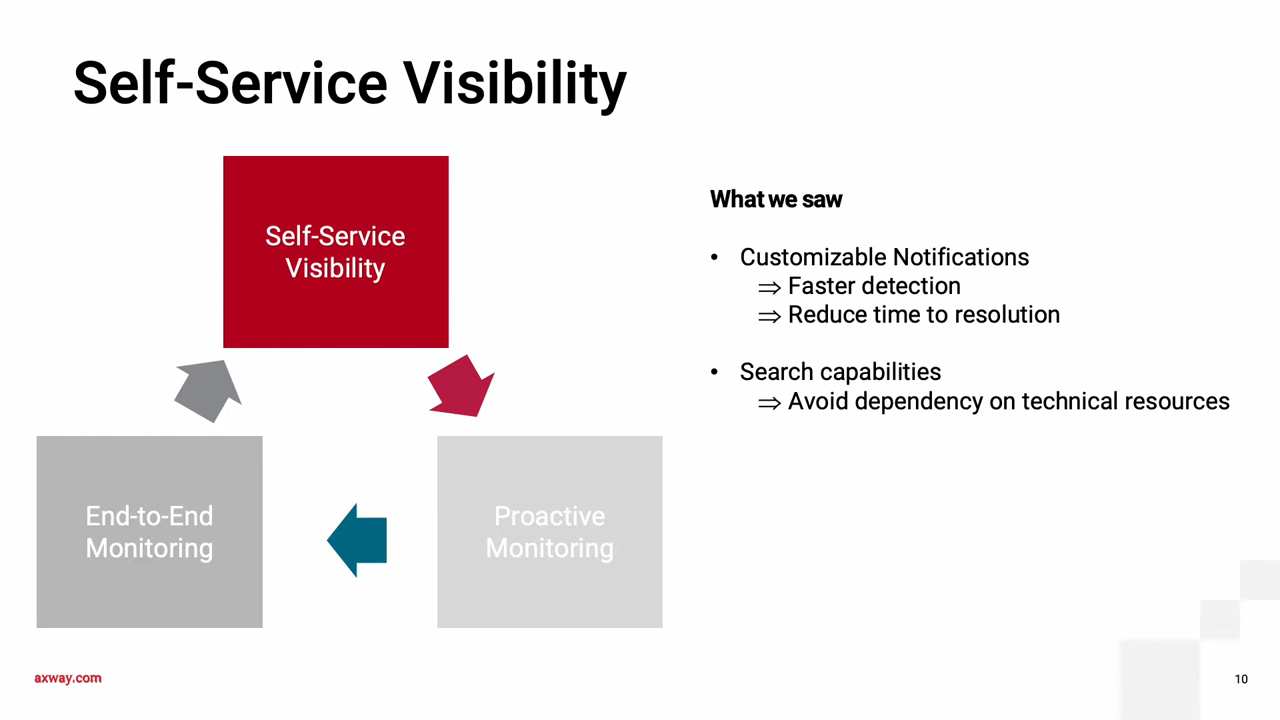 Self-Service Visibility
Self-Service
Visibility
End-to-End
Monitoring
Proactive
Monitoring
What we saw
• Customizable Notifications
⇒ Faster detection
⇒ Reduce time to resolution
• Search capabilities
⇒ Avoid dependency on technical resources
axway.com
10